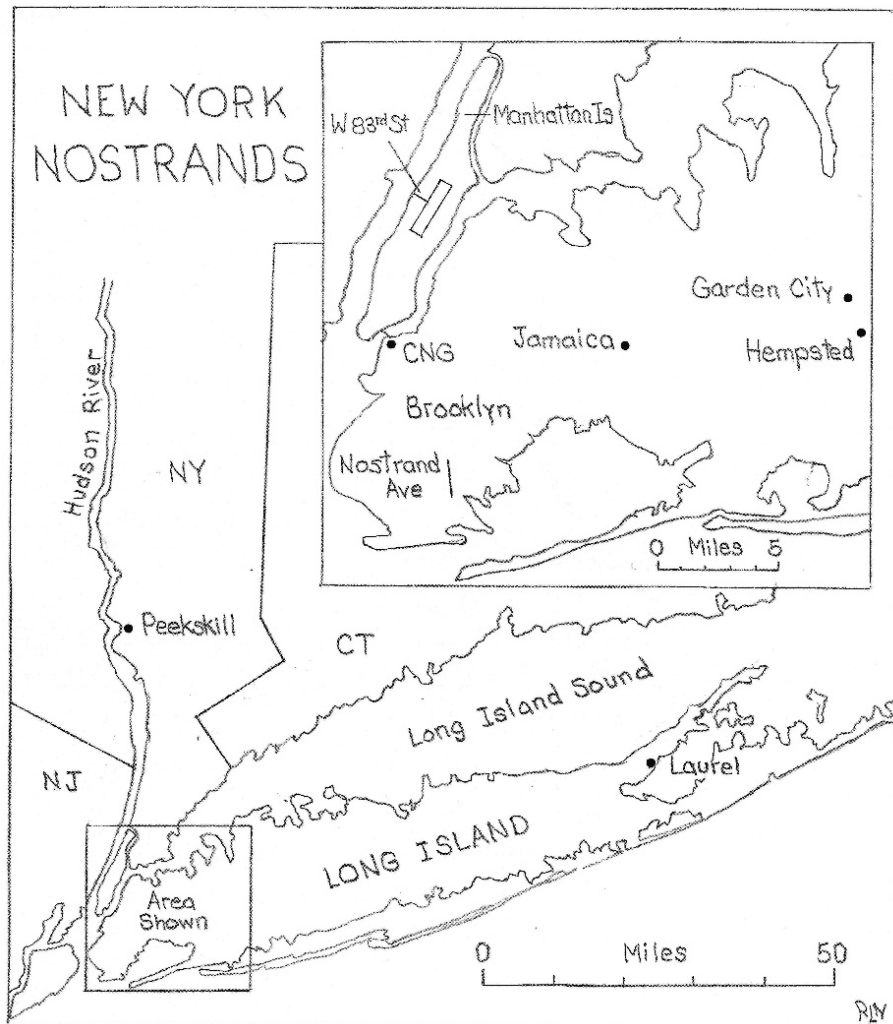 NEW YORK
NOSTRANDS
W 83rd St
Manhattan Is
Garden City
Hempsted
Jamaica
CNG
Brooklyn
Nostrand
Ave
0 Miles 5
Hudson River
NY
Peekskill
CT
Long Island Sound
Laurel
NJ
LONG ISLAND
Area
Shown
0 Miles 50
RLN